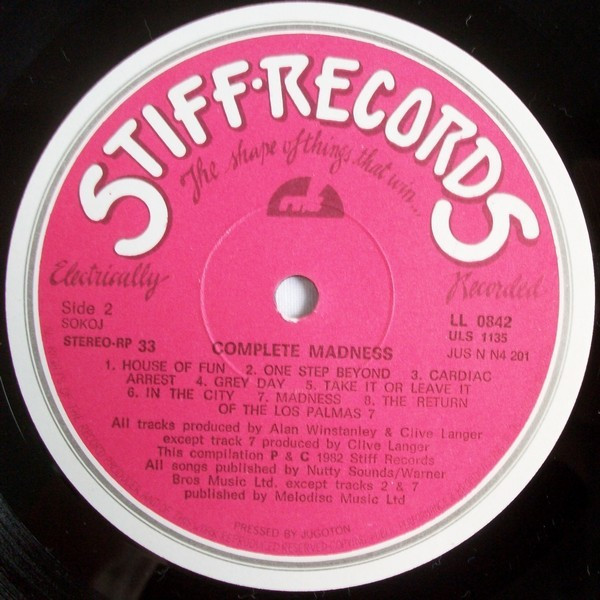 STIFF·RECORDS
The shape of things that win...
Electrically Recorded
Side 2
SOKOJ
STEREO-RP 33
LL 0842
ULS 1135
JUS N N4 201
COMPLETE MADNESS
1. HOUSE OF FUN 2. ONE STEP BEYOND 3. CARDIAC
ARREST 4. GREY DAY 5. TAKE IT OR LEAVE IT
6. IN THE CITY 7. MADNESS 8. THE RETURN
OF THE LOS PALMAS 7
All tracks produced by Alan Winstanley & Clive Langer
except track 7 produced by Clive Langer
This compilation P & C 1982 Stiff Records
All songs published by Nutty Sounds/Warner
Bros Music Ltd. except tracks 2 & 7
published by Melodisc Music Ltd
PRESSED BY JUGOTON